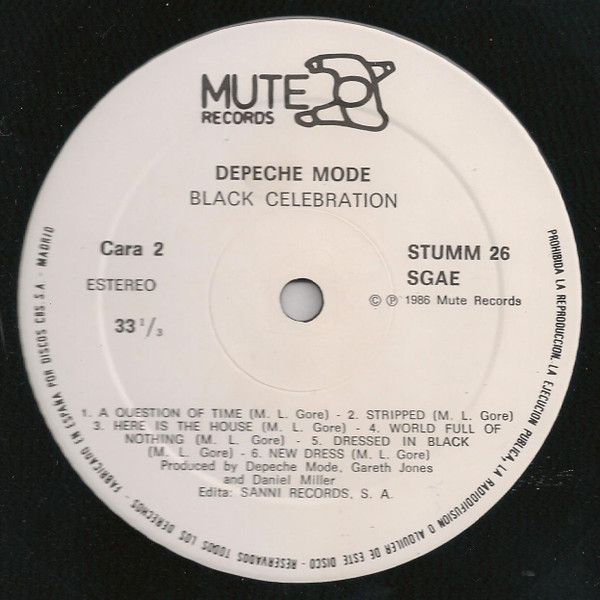 MUTE
RECORDS
DEPECHE MODE
BLACK CELEBRATION
Cara 2
ESTEREO
33 1/3
STUMM 26
SGAE
© ℗ 1986 Mute Records
1. A QUESTION OF TIME (M. L. Gore) - 2. STRIPPED (M. L. Gore)
3. HERE IS THE HOUSE (M. L. Gore) - 4. WORLD FULL OF
NOTHING (M. L. Gore) - 5. DRESSED IN BLACK
(M. L. Gore) - 6. NEW DRESS (M. L. Gore)
Produced by Depeche Mode, Gareth Jones
and Daniel Miller
Edita: SANNI RECORDS, S. A.
PROHIBIDA LA REPRODUCCION, LA EJECUCION PUBLICA, LA RADIODIFUSION O ALQUILER DE ESTE DISCO - RESERVADOS TODOS LOS DERECHOS - FABRICADO EN ESPAÑA POR DISCOS CBS S.A. - MADRID